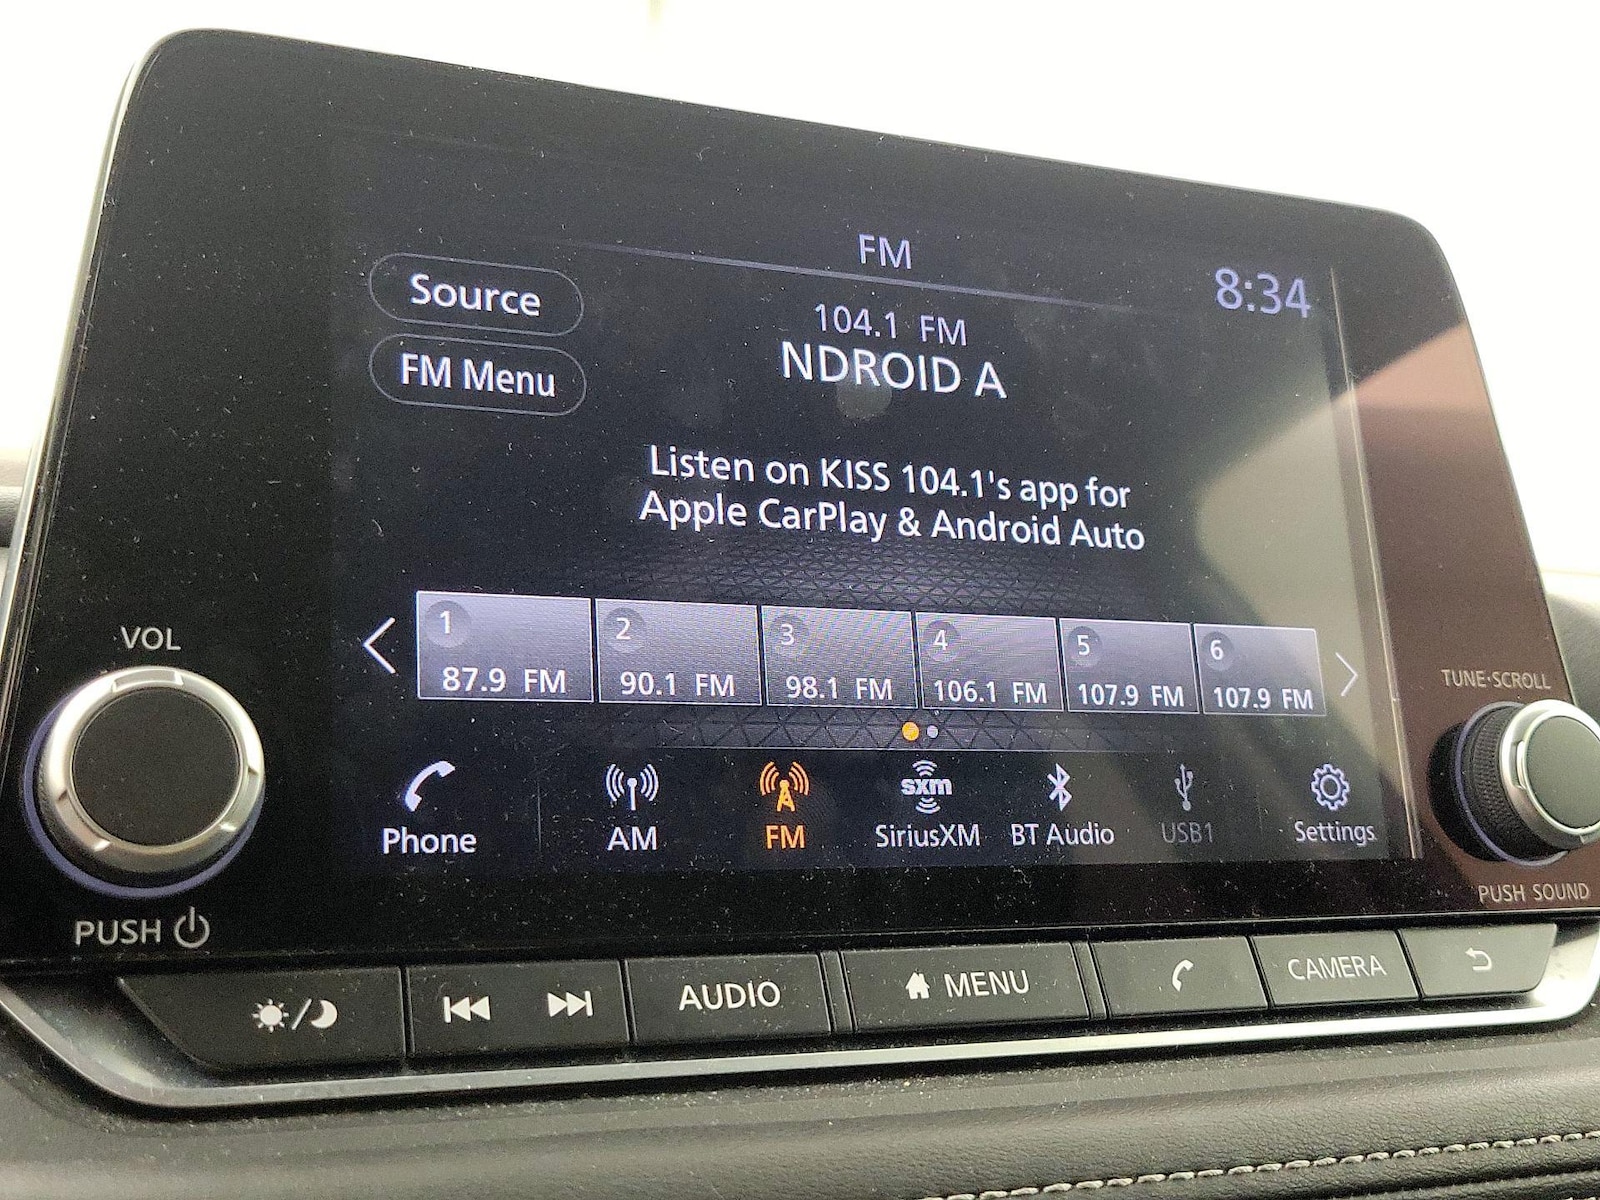 FM
8:34
Source
104.1 FM
NDROID A
FM Menu
Listen on KISS 104.1's app for
Apple CarPlay & Android Auto
1
87.9 FM
2
90.1 FM
3
98.1 FM
4
106.1 FM
5
107.9 FM
6
107.9 FM
VOL
TUNE·SCROLL
sxm
Phone
AM
FM
SiriusXM
BT Audio
USB1
Settings
PUSH
PUSH SOUND
AUDIO
MENU
CAMERA